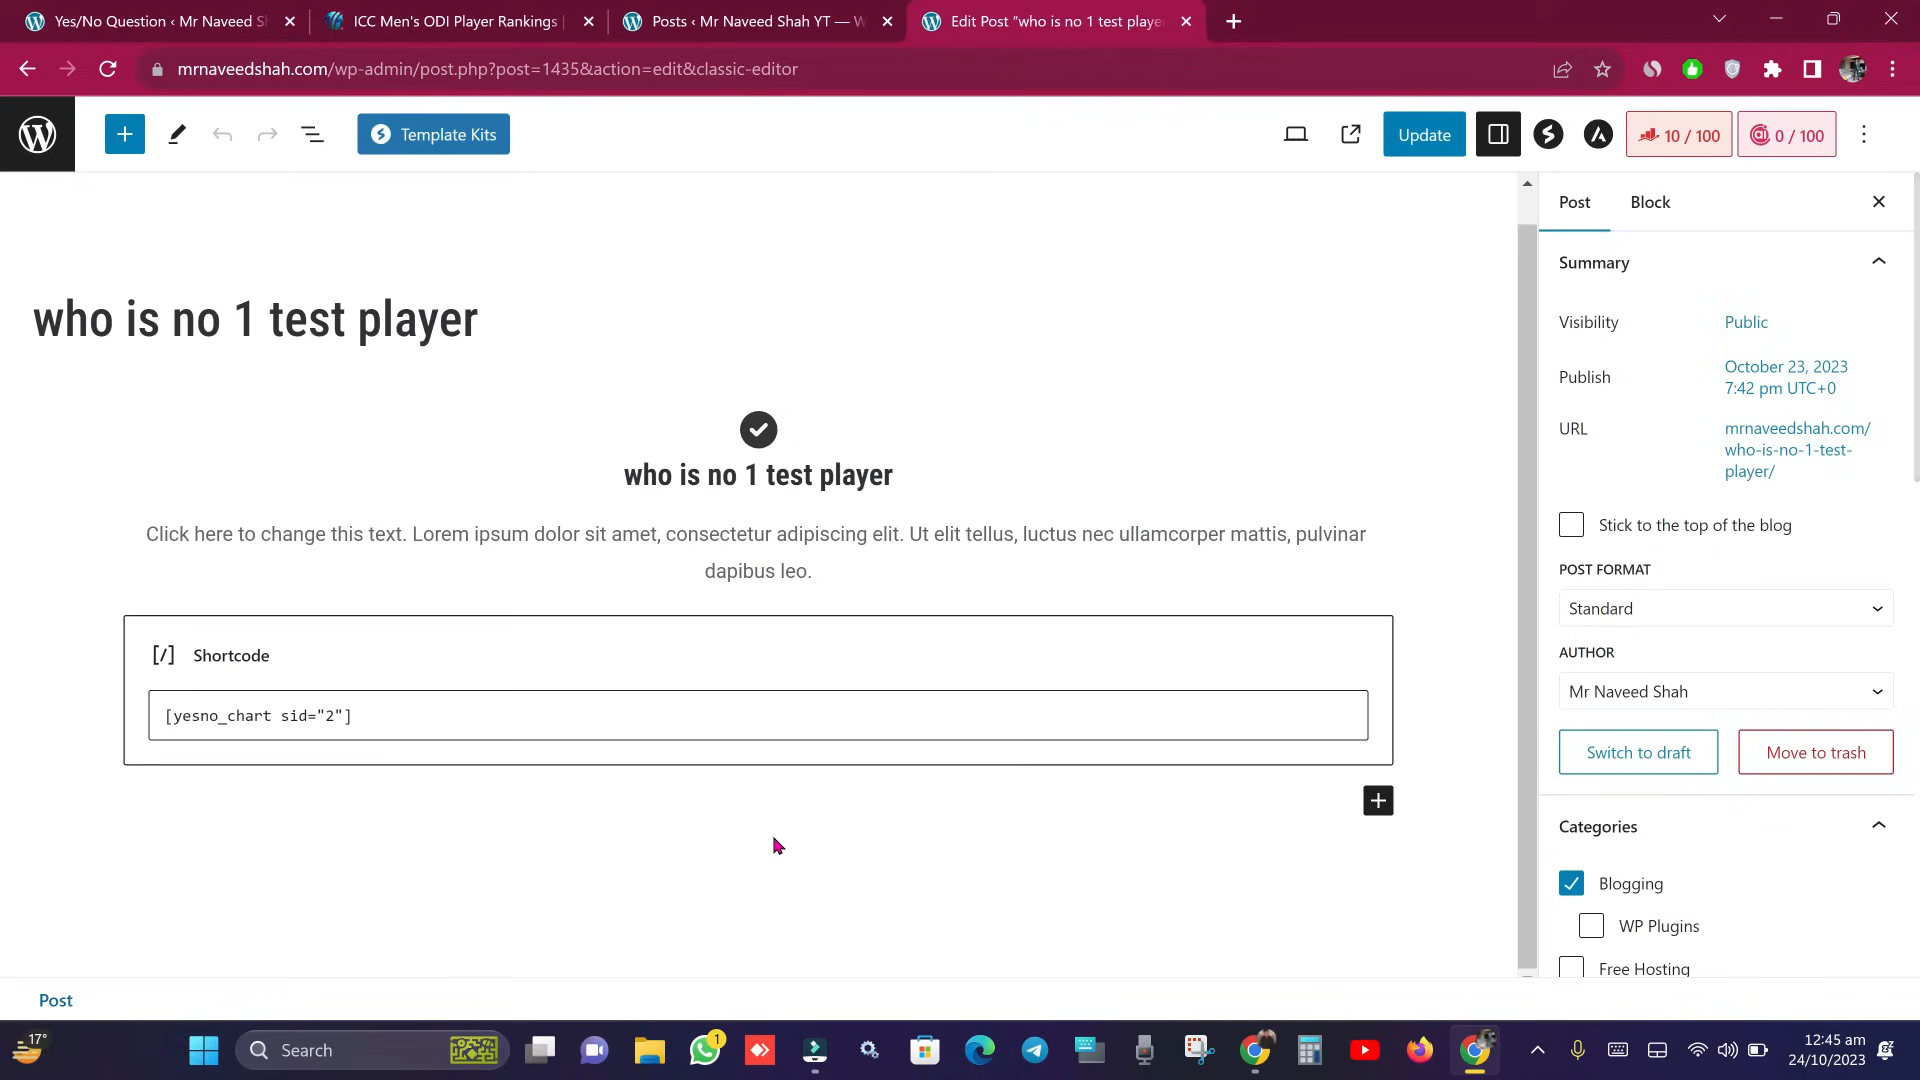 Yes/No Question ‹ Mr Naveed S
ICC Men's ODI Player Rankings |
Posts ‹ Mr Naveed Shah YT — W
Edit Post “who is no 1 test playe
mrnaveedshah.com/wp-admin/post.php?post=1435&action=edit&classic-editor
Template Kits
Update
10 / 100
0 / 100
Post
Block
Summary
Visibility
Public
Publish
October 23, 2023
7:42 pm UTC+0
URL
mrnaveedshah.com/
who-is-no-1-test-
player/
Stick to the top of the blog
POST FORMAT
Standard
AUTHOR
Mr Naveed Shah
Switch to draft
Move to trash
Categories
Blogging
WP Plugins
Free Hosting
who is no 1 test player
who is no 1 test player
Click here to change this text. Lorem ipsum dolor sit amet, consectetur adipiscing elit. Ut elit tellus, luctus nec ullamcorper mattis, pulvinar
dapibus leo.
[/] Shortcode
[yesno_chart sid="2"]
Post
17°
Search
1
12:45 am
24/10/2023